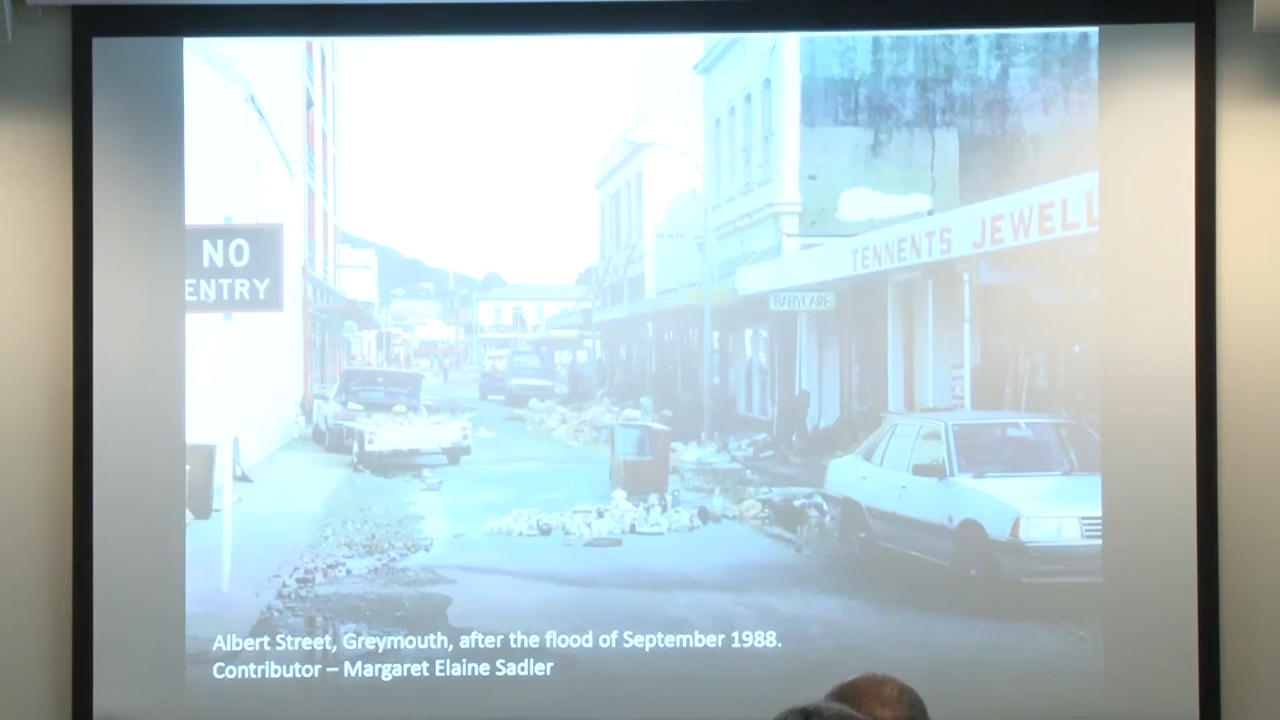 NO
ENTRY
TENNENTS JEWELL
BABYCARE
Albert Street, Greymouth, after the flood of September 1988.
Contributor – Margaret Elaine Sadler